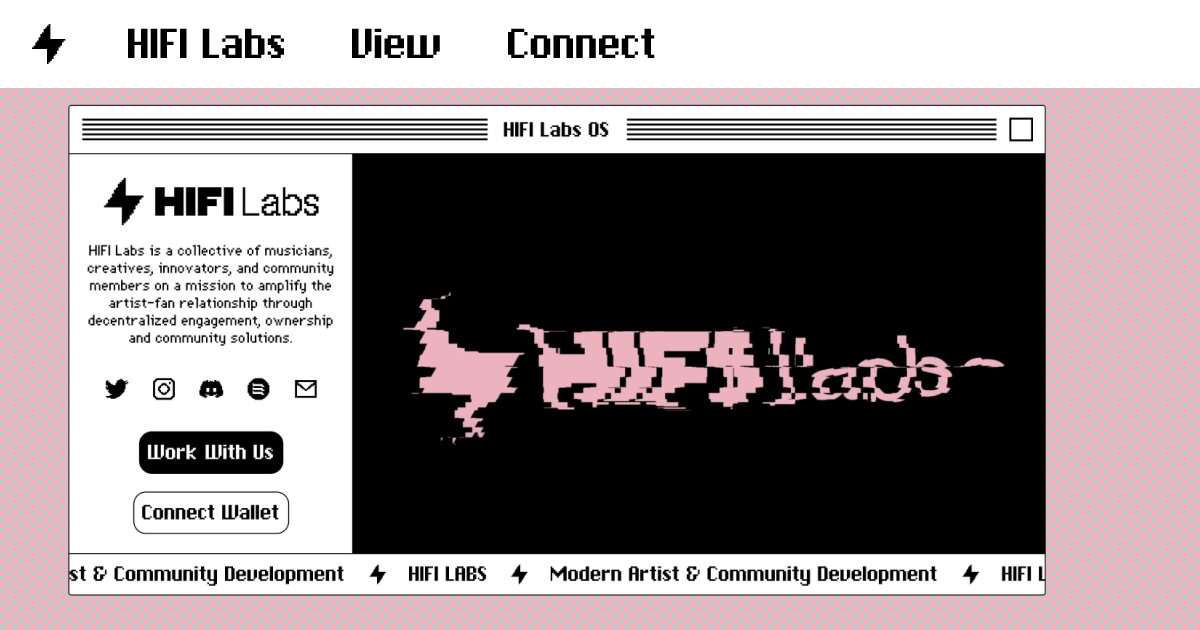 HIFI Labs View Connect
HIFI Labs OS
HIFI Labs
HIFI Labs is a collective of musicians,
creatives, innovators, and community
members on a mission to amplify the
artist-fan relationship through
decentralized engagement, ownership
and community solutions.
HIFI Labs
Work With Us
Connect Wallet
st & Community Development HIFI LABS Modern Artist & Community Development HIFI L